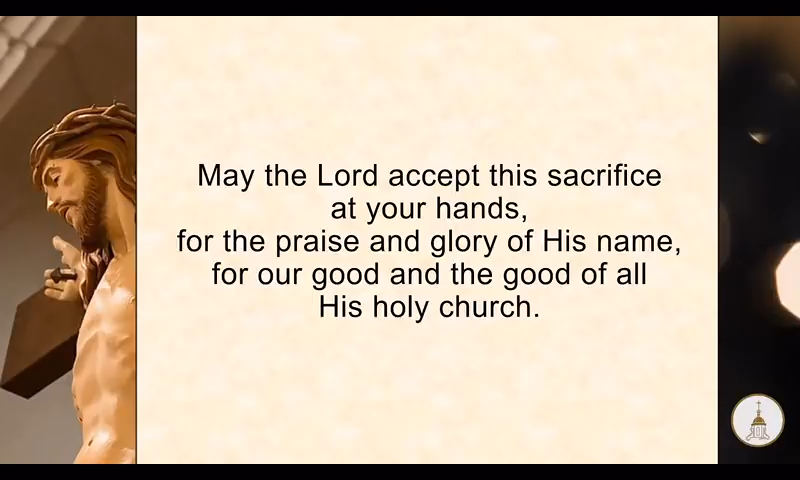 May the Lord accept this sacrifice
at your hands,
for the praise and glory of His name,
for our good and the good of all
His holy church.